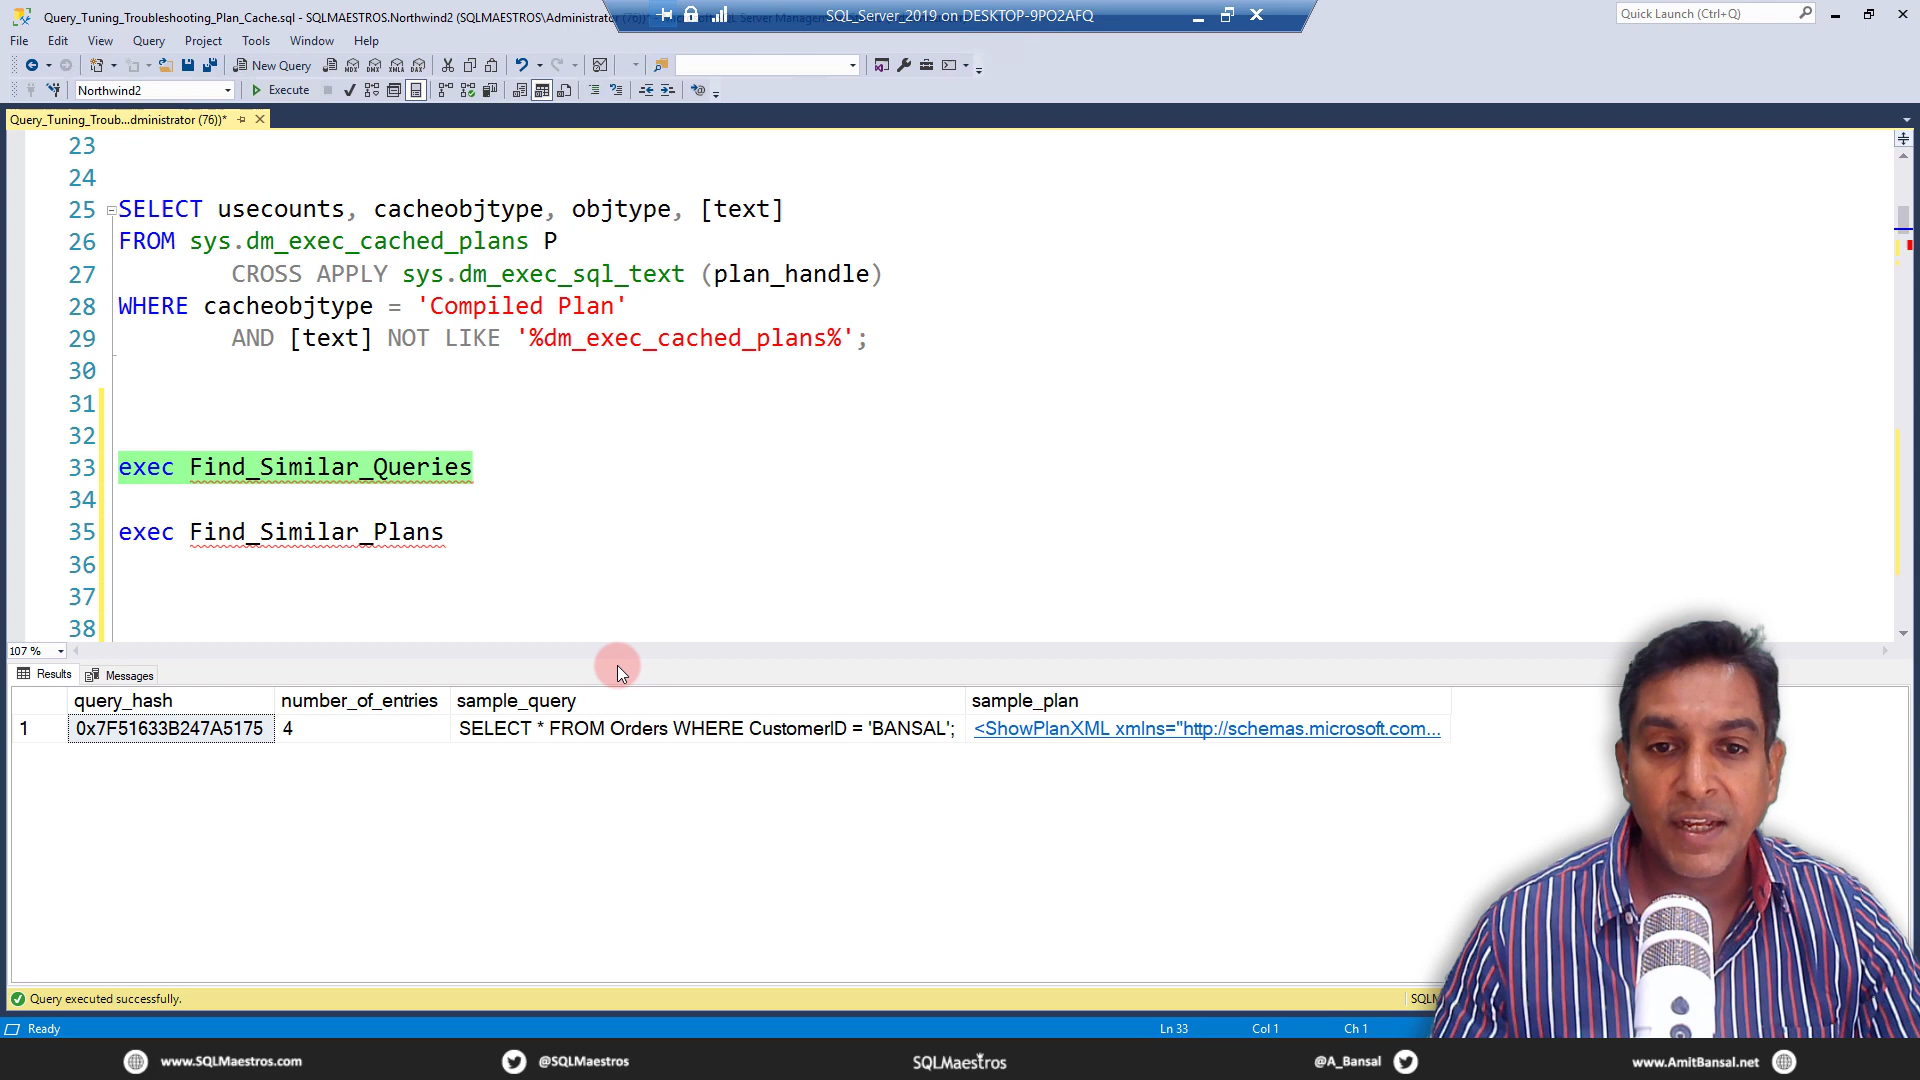 Query_Tuning_Troubleshooting_Plan_Cache.sql - SQLMAESTROS.Northwind2 (SQLMAESTROS\Administrator
SQL_Server_2019 on DESKTOP-9PO2AFQ
Quick Launch (Ctrl+Q)
File Edit View Query Project Tools Window Help
New Query
Northwind2 Execute
Query_Tuning_Troub...dministrator (76))*
23
24
25 SELECT usecounts, cacheobjtype, objtype, [text]
26 FROM sys.dm_exec_cached_plans P
27 CROSS APPLY sys.dm_exec_sql_text (plan_handle)
28 WHERE cacheobjtype = 'Compiled Plan'
29 AND [text] NOT LIKE '%dm_exec_cached_plans%';
30
31
32
33 exec Find_Similar_Queries
34
35 exec Find_Similar_Plans
36
37
38
107 %
Results Messages
query_hash number_of_entries sample_query sample_plan
1 0x7F51633B247A5175 4 SELECT * FROM Orders WHERE CustomerID = 'BANSAL'; <ShowPlanXML xmlns="http://schemas.microsoft.com...
Query executed successfully.
Ready Ln 33 Col 1 Ch 1
www.SQLMaestros.com @SQLMaestros SQLMaestros @A_Bansal www.AmitBansal.net